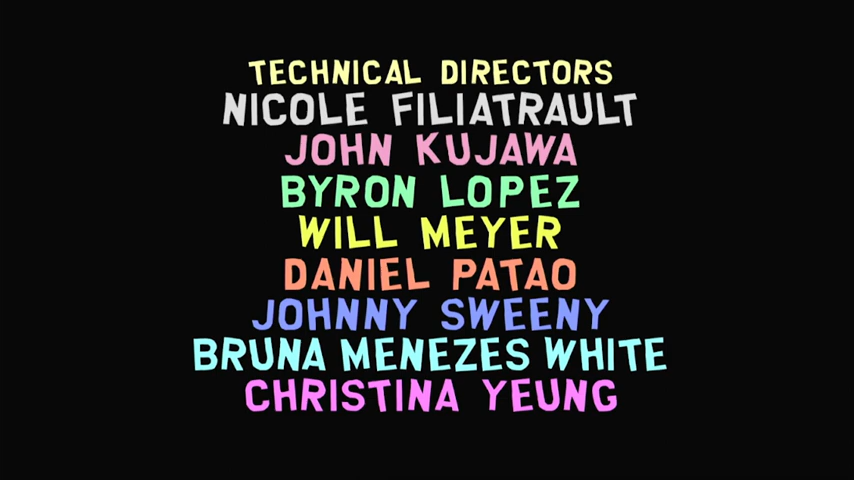 TECHNICAL DIRECTORS
NICOLE FILIATRAULT
JOHN KUJAWA
BYRON LOPEZ
WILL MEYER
DANIEL PATAO
JOHNNY SWEENY
BRUNA MENEZES WHITE
CHRISTINA YEUNG